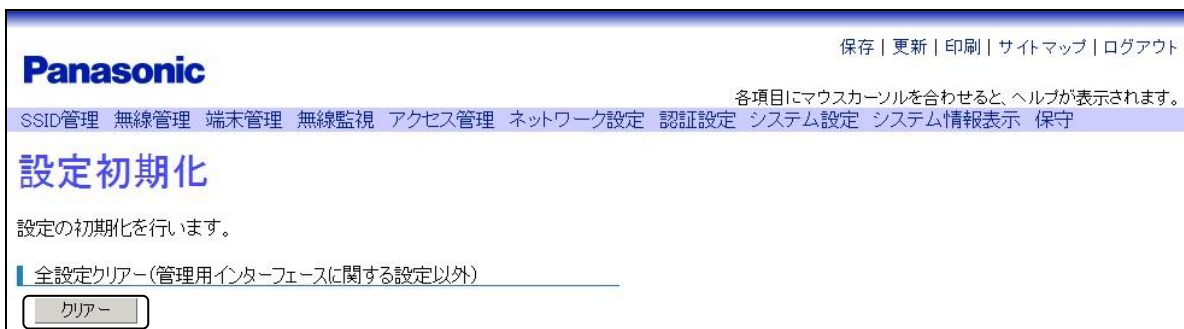 保存 | 更新 | 印刷 | サイトマップ | ログアウト
Panasonic
各項目にマウスカーソルを合わせると、ヘルプが表示されます。
SSID管理 無線管理 端末管理 無線監視 アクセス管理 ネットワーク設定 認証設定 システム設定 システム情報表示 保守
設定初期化
設定の初期化を行います。
全設定クリアー(管理用インターフェースに関する設定以外)
クリアー